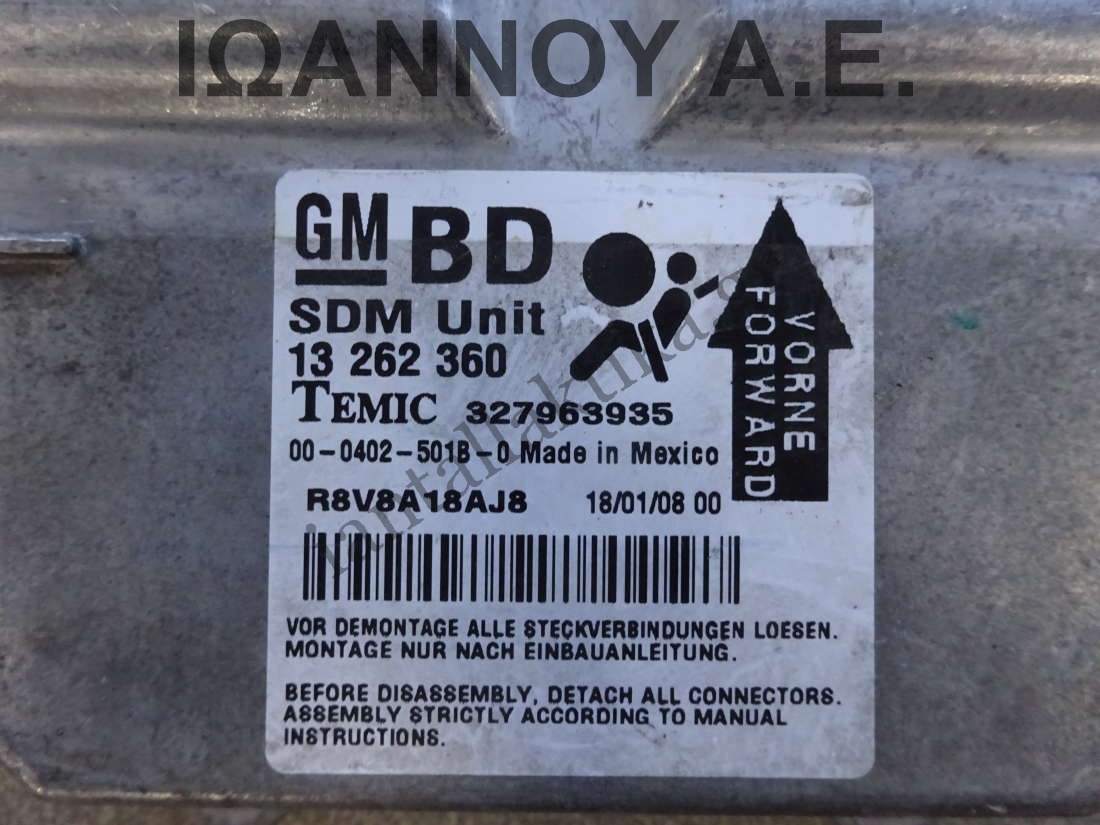 ΙΩΑΝΝΟΥ Α.Ε.
GM BD
SDM Unit
13 262 360
TEMIC 327963935
00-0402-501B-0 Made in Mexico
R8V8A18AJ8 18/01/08 00
VORNE
FORWARD
VOR DEMONTAGE ALLE STECKVERBINDUNGEN LOESEN.
MONTAGE NUR NACH EINBAUANLEITUNG.
BEFORE DISASSEMBLY, DETACH ALL CONNECTORS.
ASSEMBLY STRICTLY ACCORDING TO MANUAL
INSTRUCTIONS.